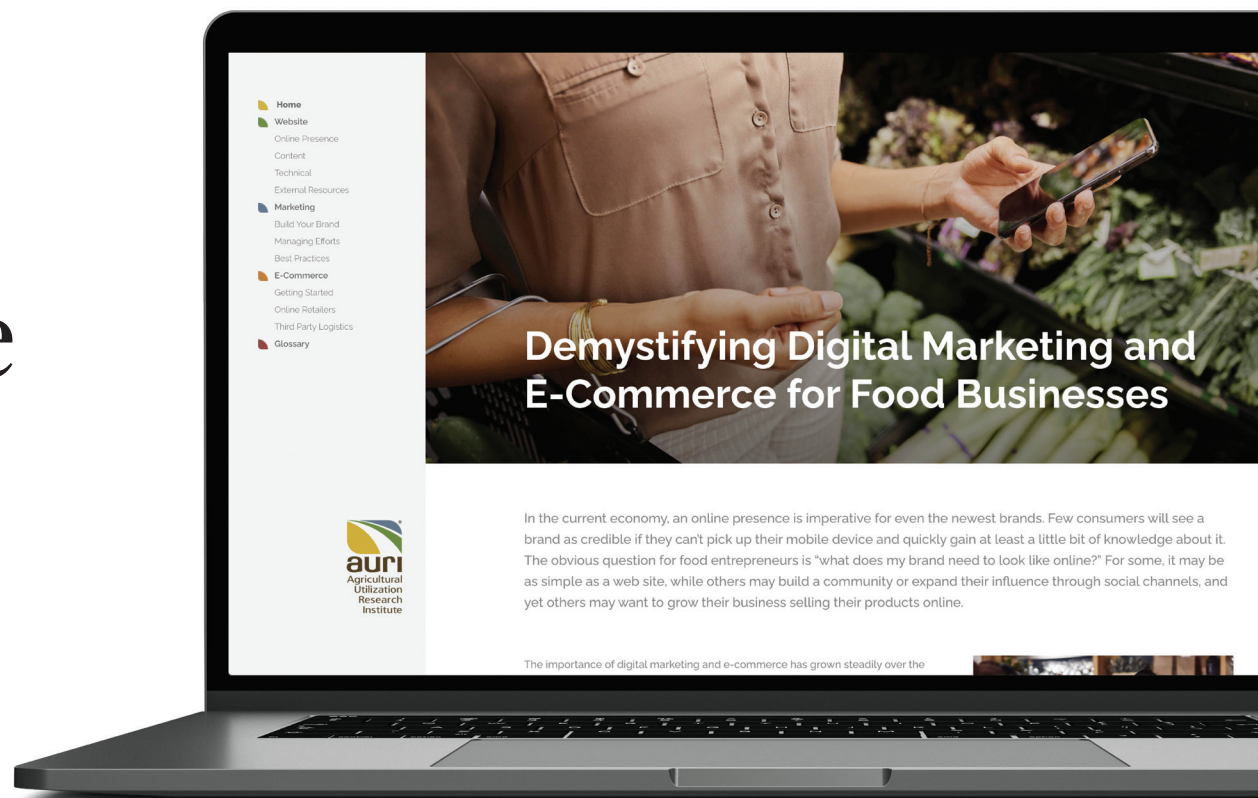 e
Home
Website
Online Presence
Content
Technical
External Resources
Marketing
Build Your Brand
Managing Efforts
Best Practices
E-Commerce
Getting Started
Online Retailers
Third Party Logistics
Glossary
auri
Agricultural
Utilization
Research
Institute
Demystifying Digital Marketing and
E-Commerce for Food Businesses
In the current economy, an online presence is imperative for even the newest brands. Few consumers will see a
brand as credible if they can't pick up their mobile device and quickly gain at least a little bit of knowledge about it.
The obvious question for food entrepreneurs is “what does my brand need to look like online?” For some, it may be
as simple as a web site, while others may build a community or expand their influence through social channels, and
yet others may want to grow their business selling their products online.
The importance of digital marketing and e-commerce has grown steadily over the